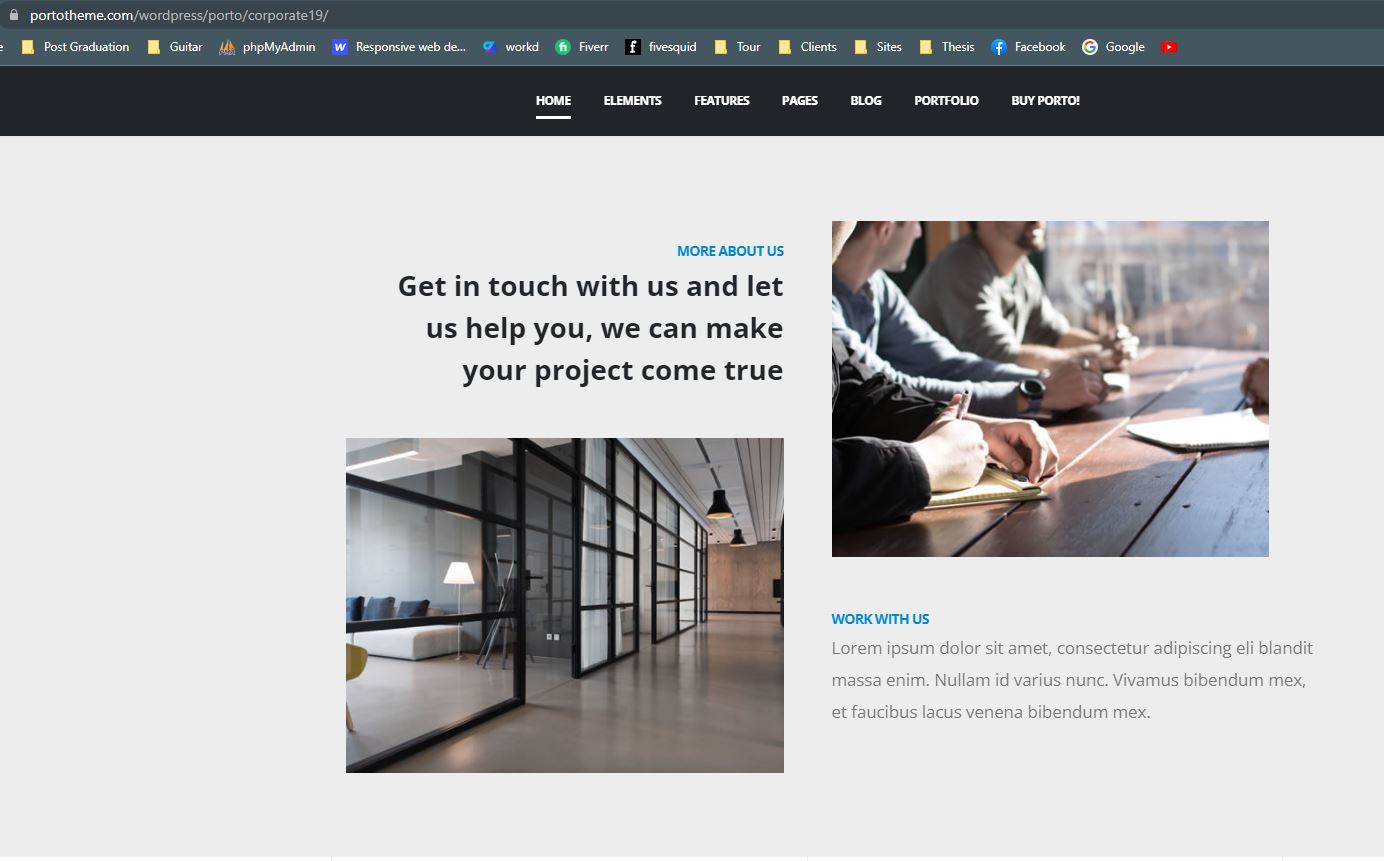 portotheme.com/wordpress/porto/corporate19/
e Post Graduation Guitar phpMyAdmin Responsive web de... workd Fiverr fivesquid Tour Clients Sites Thesis Facebook Google
HOME ELEMENTS FEATURES PAGES BLOG PORTFOLIO BUY PORTO!
MORE ABOUT US
Get in touch with us and let
us help you, we can make
your project come true
WORK WITH US
Lorem ipsum dolor sit amet, consectetur adipiscing eli blandit
massa enim. Nullam id varius nunc. Vivamus bibendum mex,
et faucibus lacus venena bibendum mex.